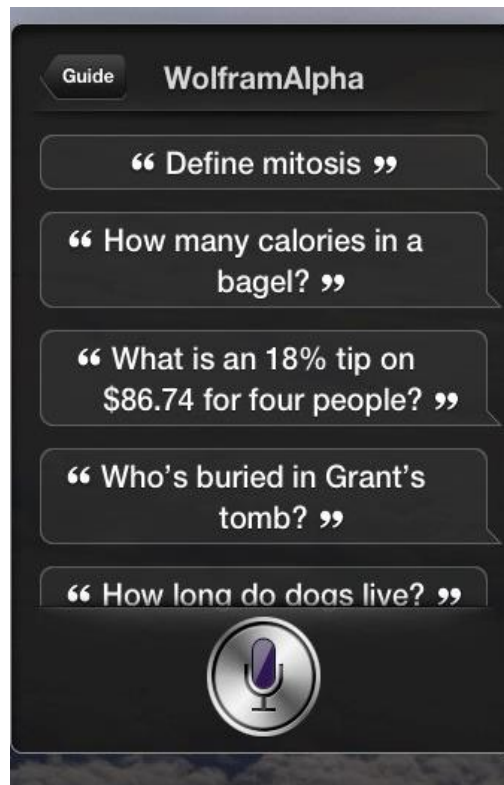 Guide
WolframAlpha
“ Define mitosis ”
“ How many calories in a
bagel? ”
“ What is an 18% tip on
$86.74 for four people? ”
“ Who’s buried in Grant’s
tomb? ”
“ How long do dogs live? ”